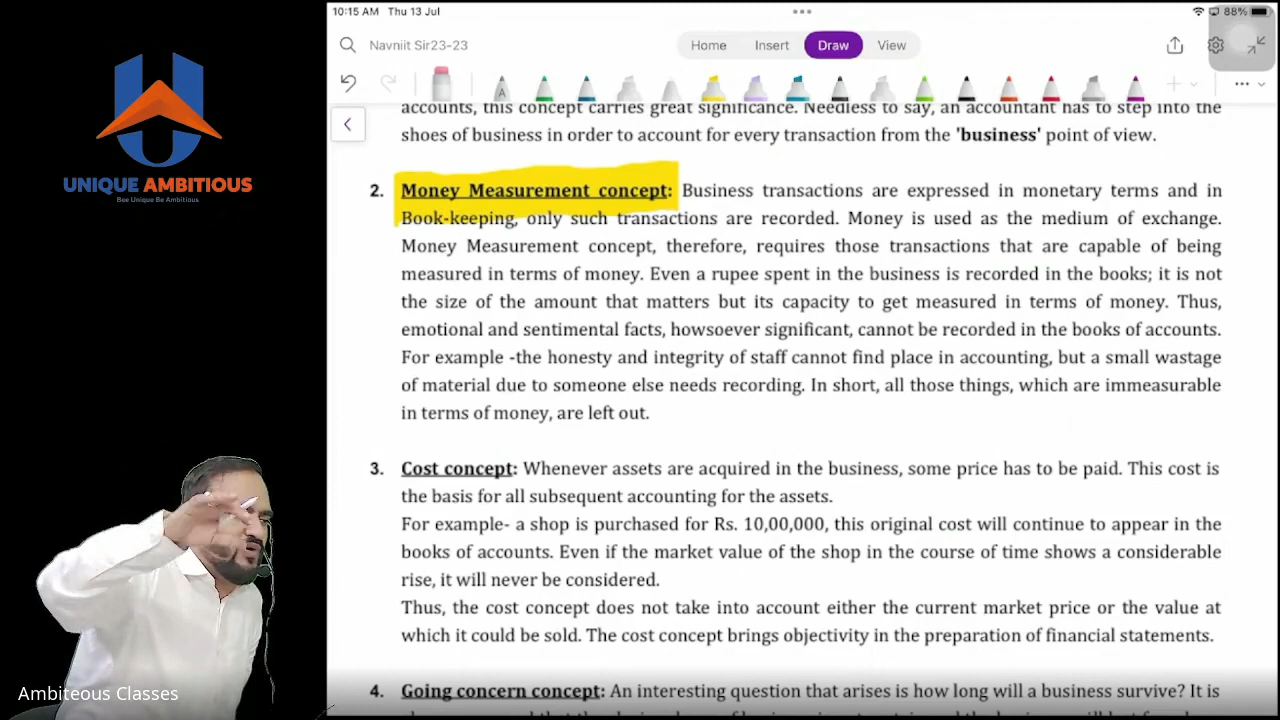 10:15 AM Thu 13 Jul
88%
Navniit Sir23-23
Home Insert Draw View
UNIQUE AMBITIOUS
Bee Unique Be Ambitious
accounts, this concept carries great significance. Needless to say, an accountant has to step into the
shoes of business in order to account for every transaction from the 'business' point of view.
2. Money Measurement concept: Business transactions are expressed in monetary terms and in
Book-keeping, only such transactions are recorded. Money is used as the medium of exchange.
Money Measurement concept, therefore, requires those transactions that are capable of being
measured in terms of money. Even a rupee spent in the business is recorded in the books; it is not
the size of the amount that matters but its capacity to get measured in terms of money. Thus,
emotional and sentimental facts, howsoever significant, cannot be recorded in the books of accounts.
For example -the honesty and integrity of staff cannot find place in accounting, but a small wastage
of material due to someone else needs recording. In short, all those things, which are immeasurable
in terms of money, are left out.
3. Cost concept: Whenever assets are acquired in the business, some price has to be paid. This cost is
the basis for all subsequent accounting for the assets.
For example- a shop is purchased for Rs. 10,00,000, this original cost will continue to appear in the
books of accounts. Even if the market value of the shop in the course of time shows a considerable
rise, it will never be considered.
Thus, the cost concept does not take into account either the current market price or the value at
which it could be sold. The cost concept brings objectivity in the preparation of financial statements.
4. Going concern concept: An interesting question that arises is how long will a business survive? It is
Ambiteous Classes